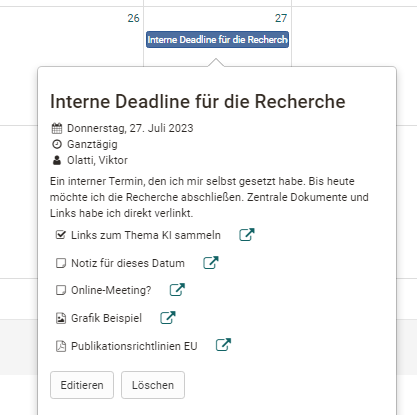 26
27
Interne Deadline für die Recherch
Interne Deadline für die Recherche
Donnerstag, 27. Juli 2023
Ganztägig
Olatti, Viktor
Ein interner Termin, den ich mir selbst gesetzt habe. Bis heute
möchte ich die Recherche abschließen. Zentrale Dokumente und
Links habe ich direkt verlinkt.
Links zum Thema KI sammeln
Notiz für dieses Datum
Online-Meeting?
Grafik Beispiel
Publikationsrichtlinien EU
Editieren
Löschen